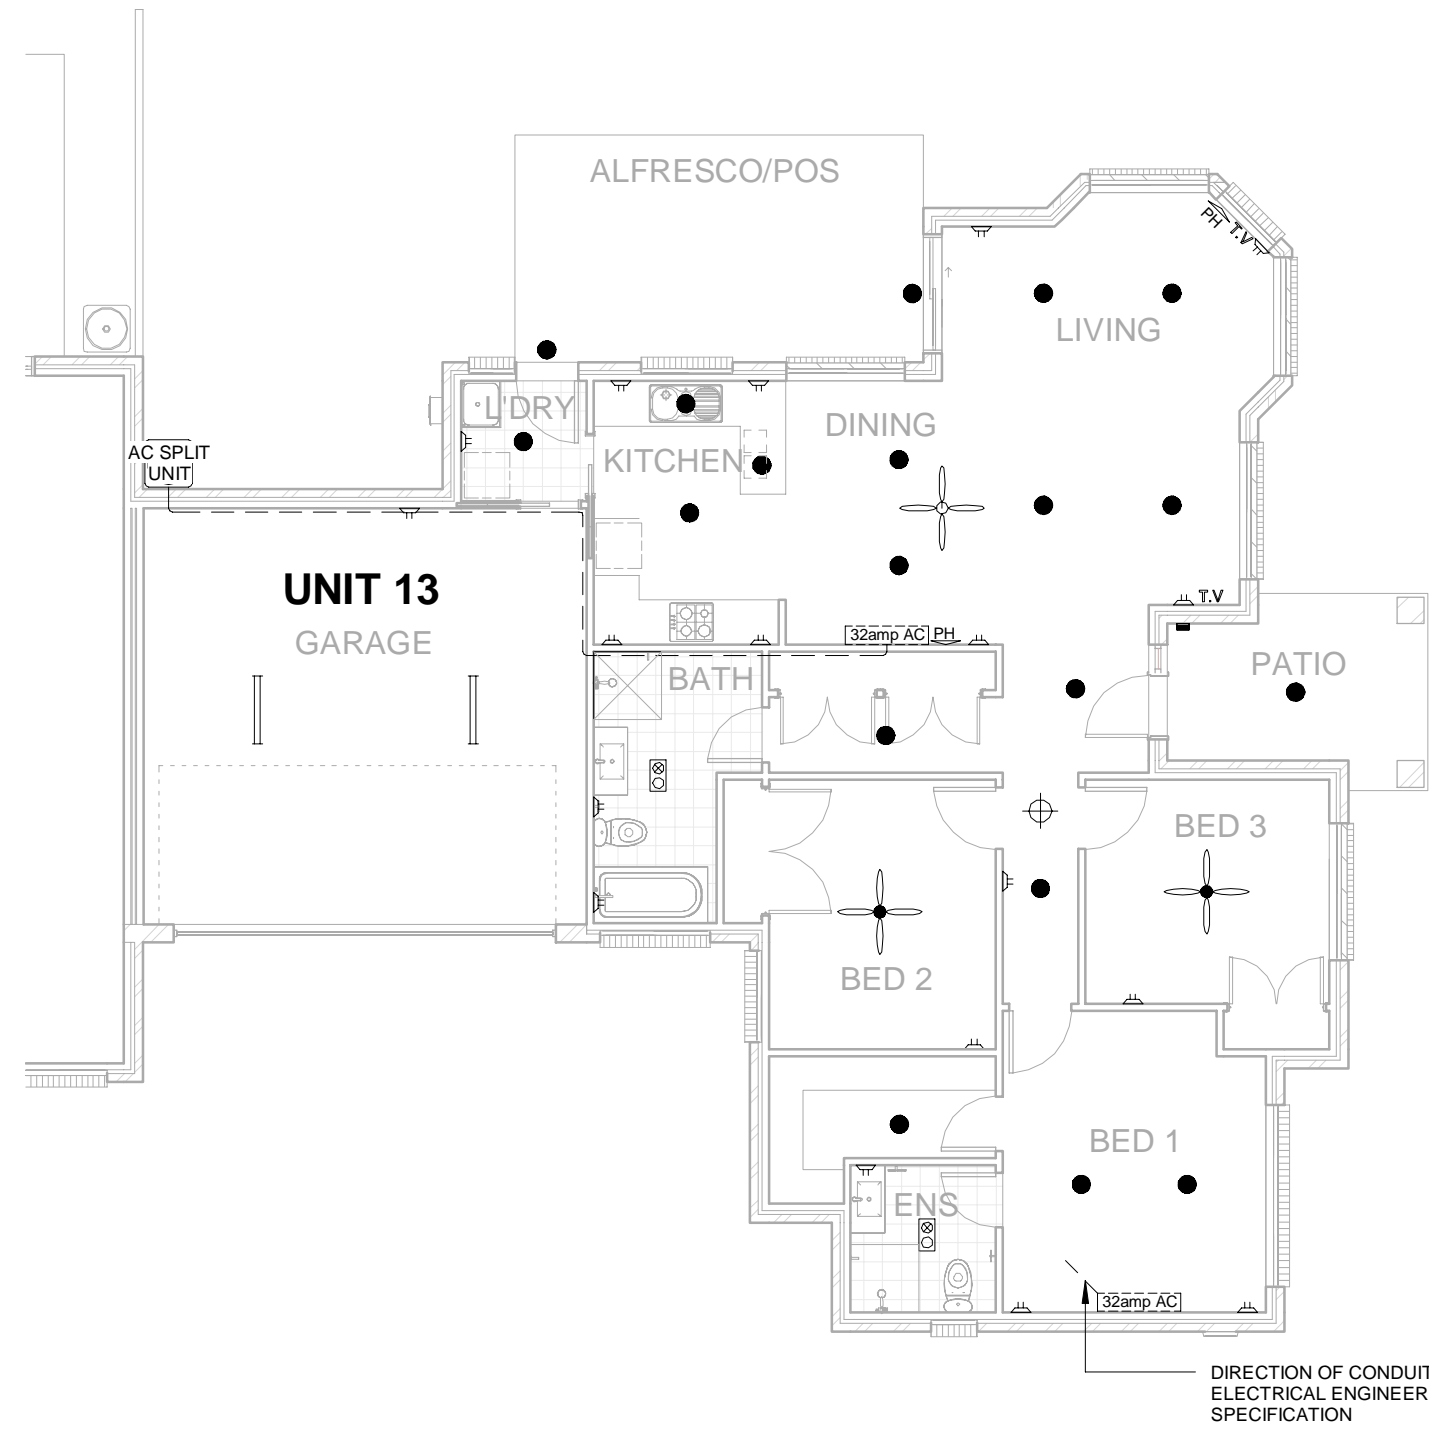 ALFRESCO/POS
PH
T.V
LIVING
L'DRY
DINING
AC SPLIT
UNIT
KITCHEN
UNIT 13
GARAGE
T.V
32amp AC
PH
BATH
PATIO
BED 3
BED 2
BED 1
ENS
32amp AC
DIRECTION OF CONDUIT
ELECTRICAL ENGINEER
SPECIFICATION